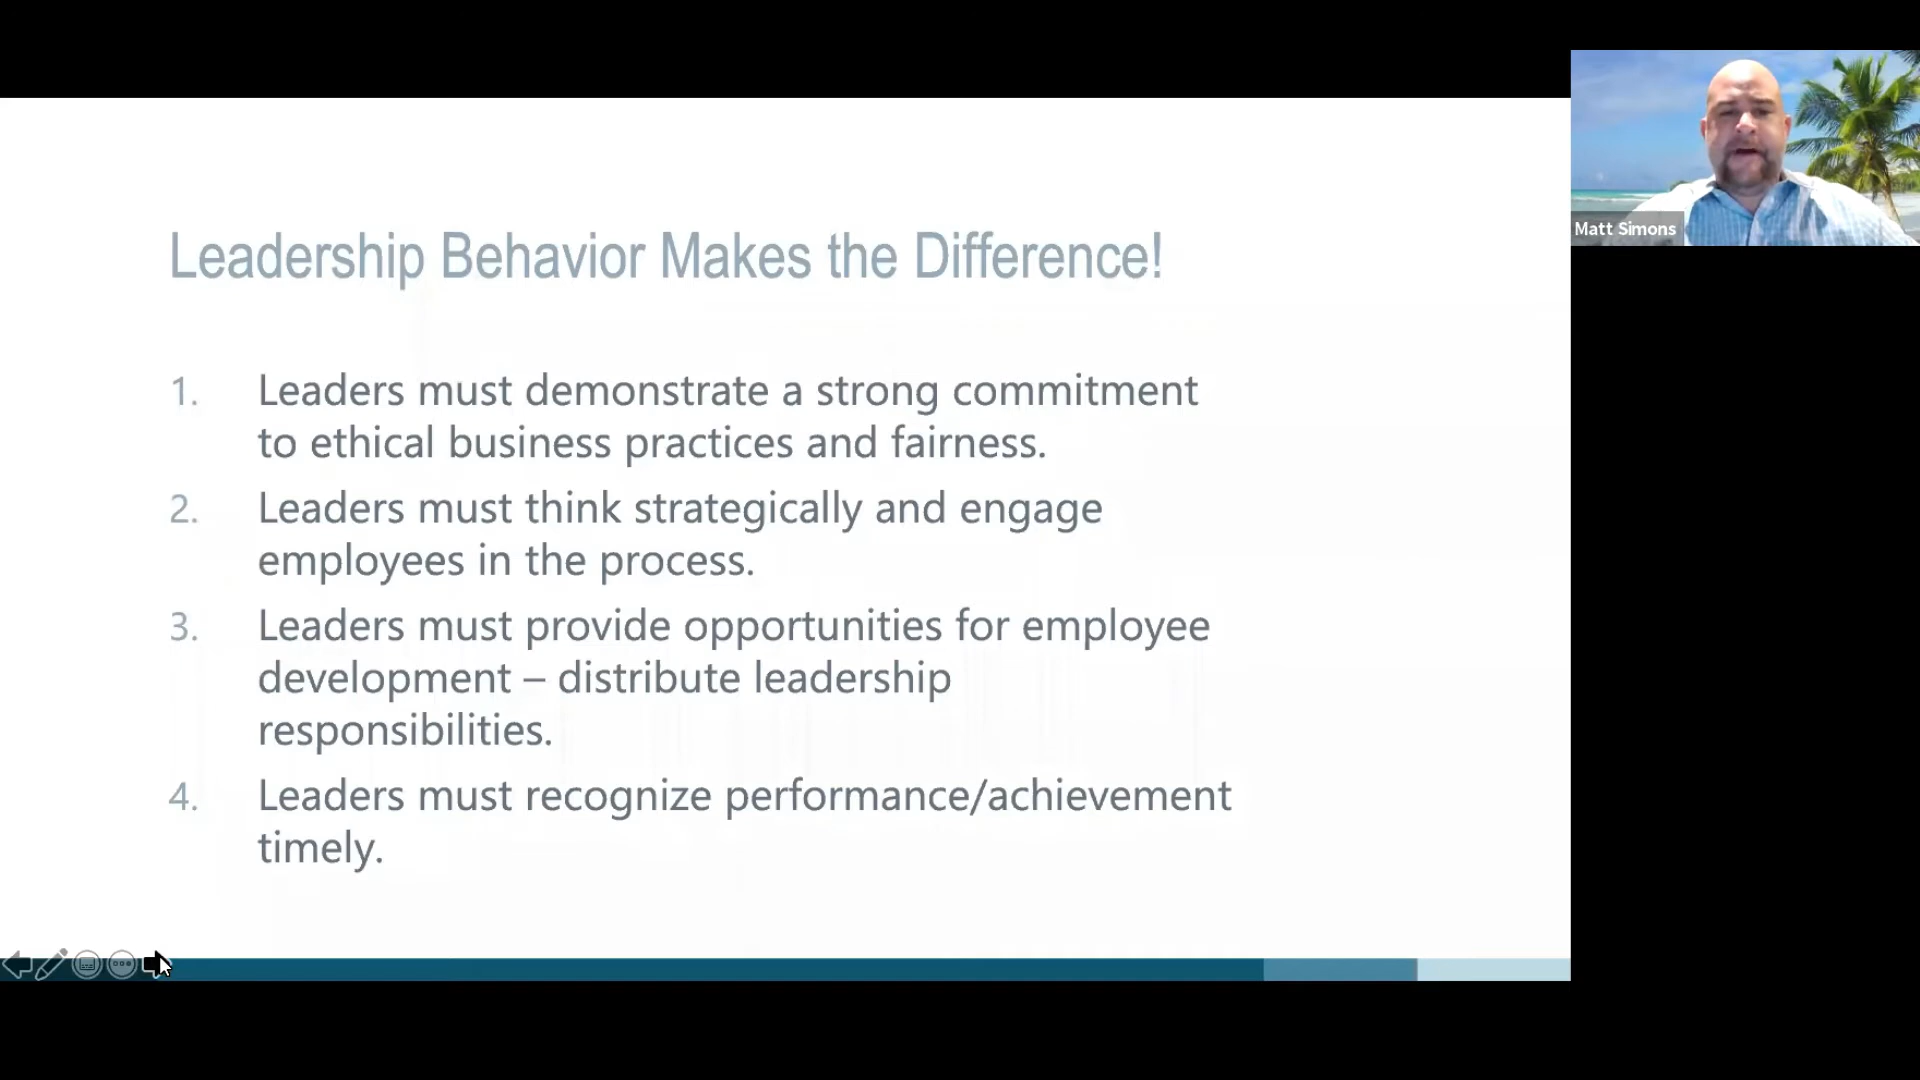 Leadership Behavior Makes the Difference!
1. Leaders must demonstrate a strong commitment
to ethical business practices and fairness.
2. Leaders must think strategically and engage
employees in the process.
3. Leaders must provide opportunities for employee
development – distribute leadership
responsibilities.
4. Leaders must recognize performance/achievement
timely.
Matt Simons